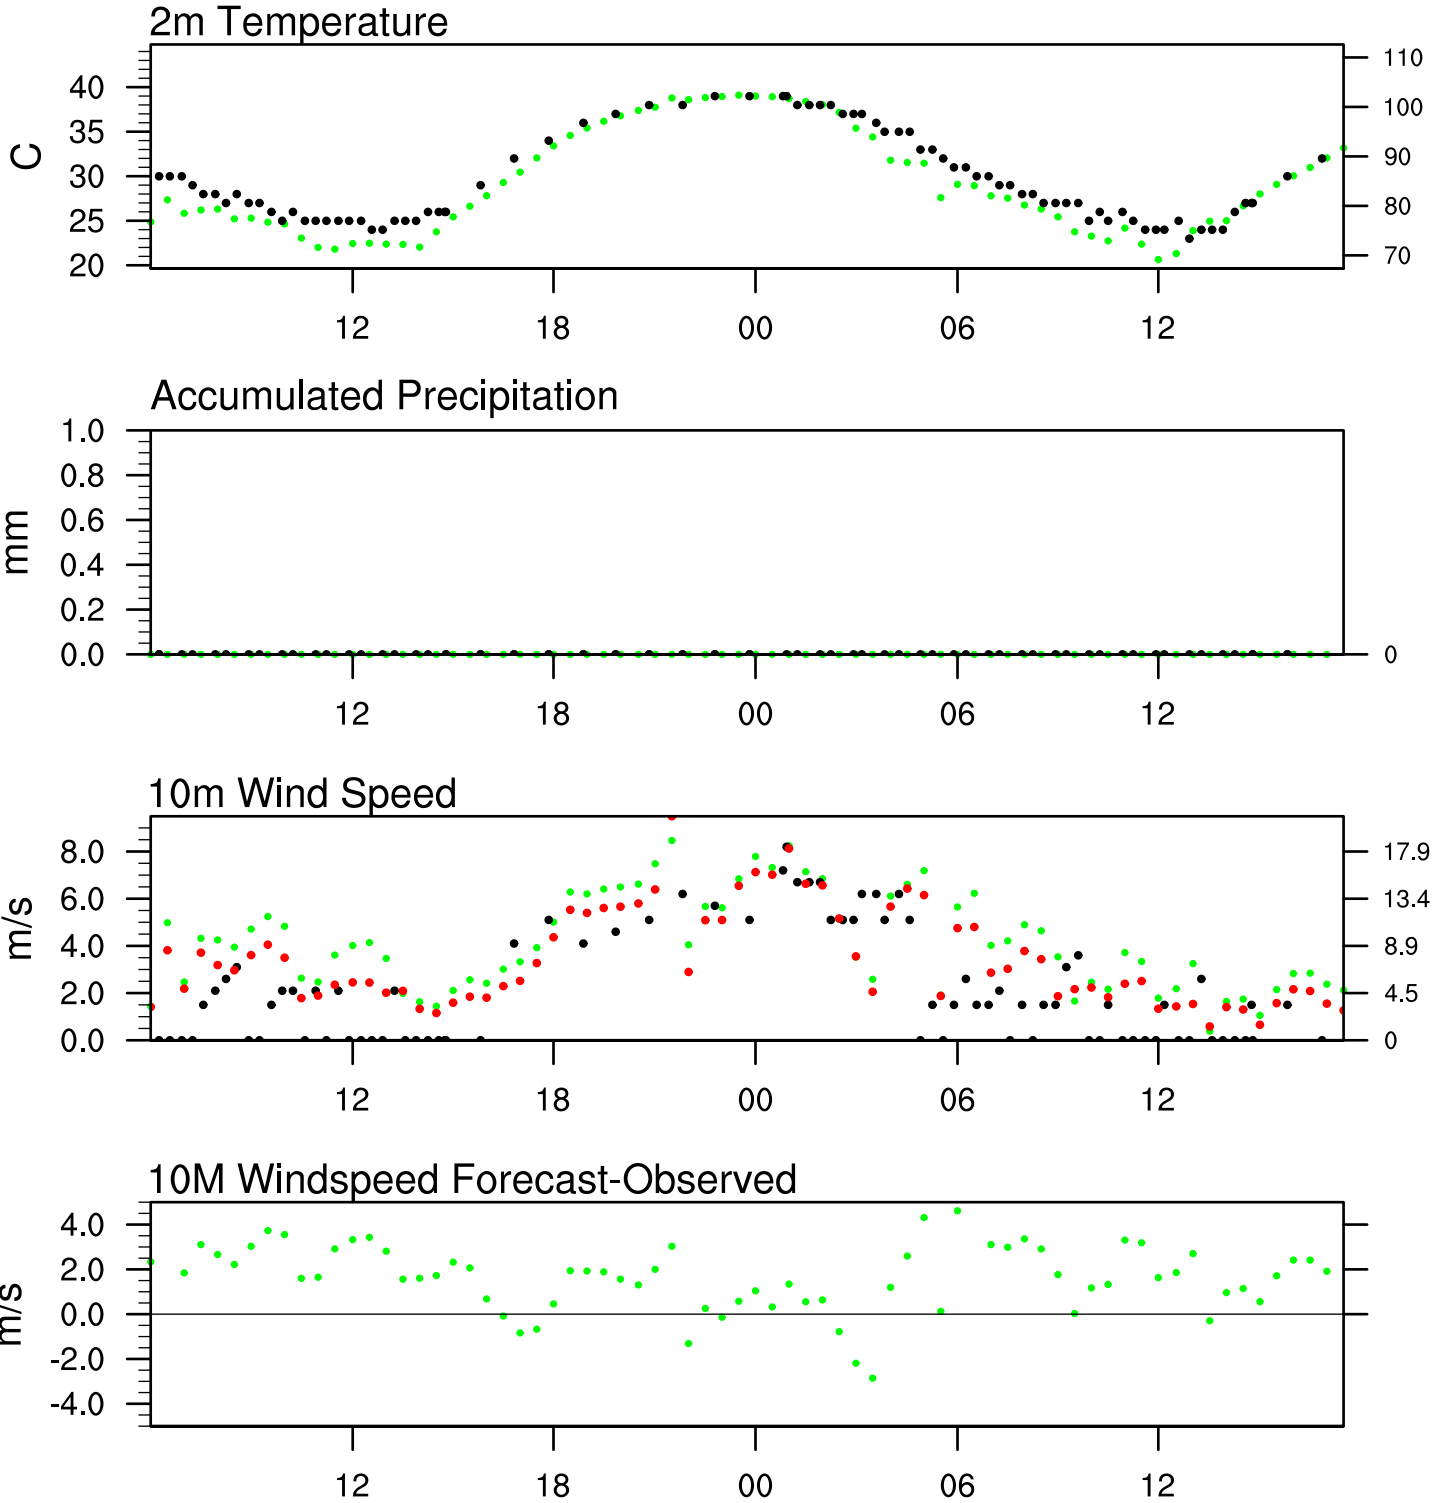 2m Temperature
40
35
30
25
20
C
110
100
90
80
70
12 18 00 06 12
Accumulated Precipitation
1.0
0.8
0.6
0.4
0.2
0.0
mm
0
12 18 00 06 12
10m Wind Speed
8.0
6.0
4.0
2.0
0.0
m/s
17.9
13.4
8.9
4.5
0
12 18 00 06 12
10M Windspeed Forecast-Observed
4.0
2.0
0.0
-2.0
-4.0
m/s
12 18 00 06 12